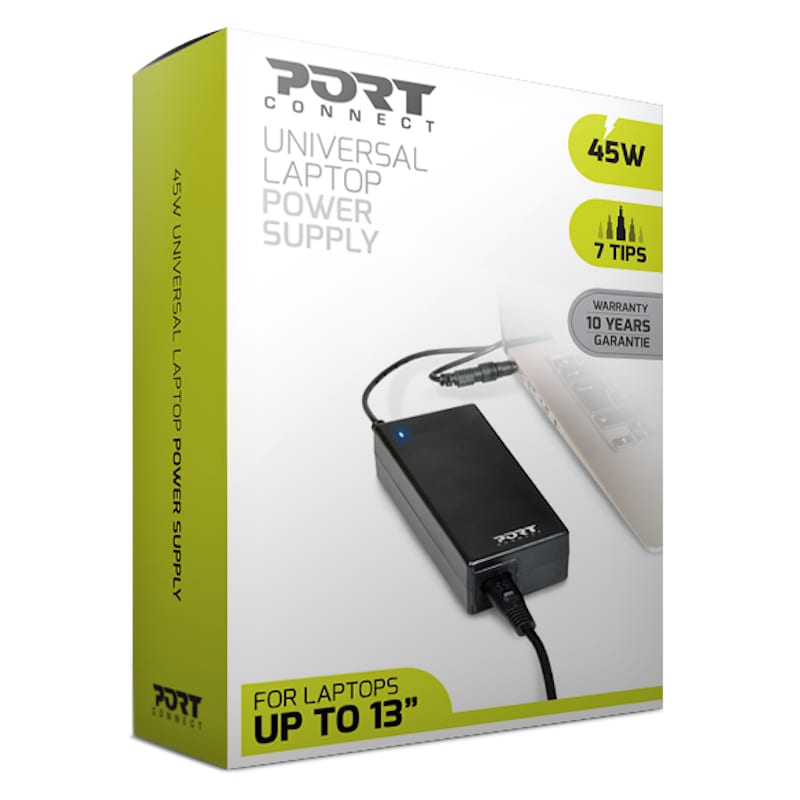 PORT
CONNECT
UNIVERSAL
LAPTOP
POWER
SUPPLY
45W
7 TIPS
WARRANTY
10 YEARS
GARANTIE
PORT
CONNECT
FOR LAPTOPS
UP TO 13”
45W UNIVERSAL LAPTOP POWER SUPPLY
PORT
CONNECT